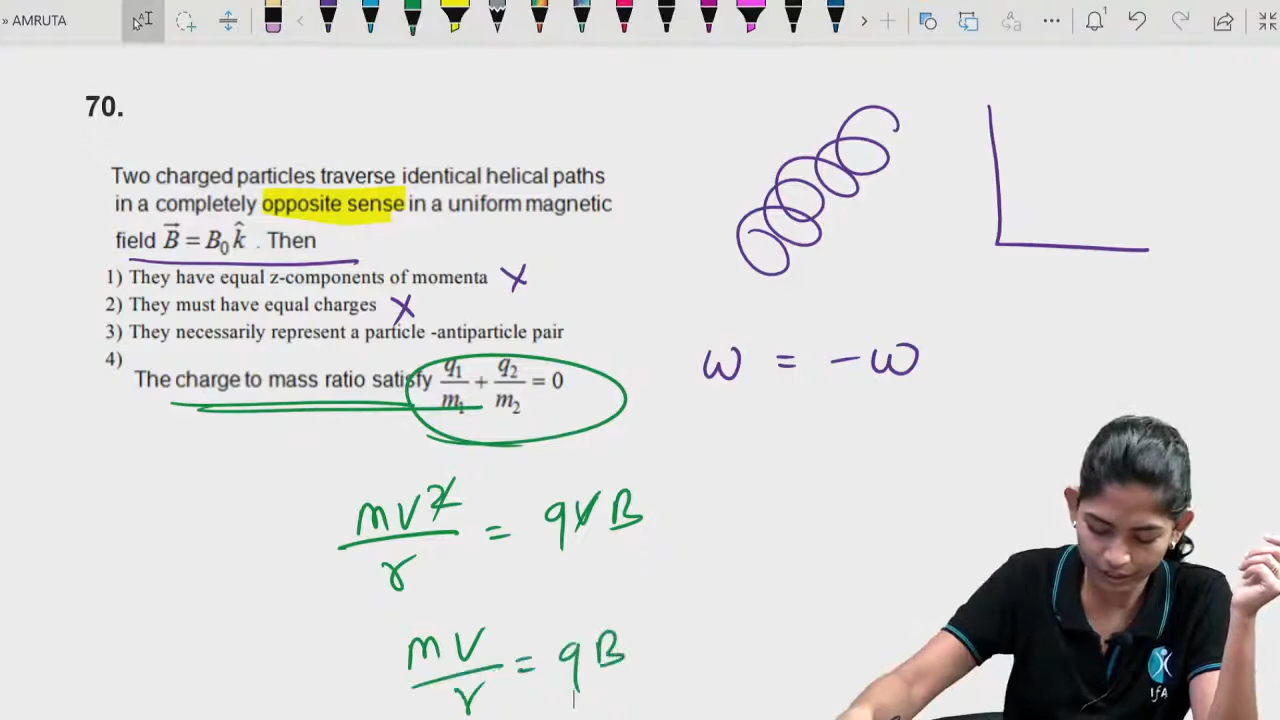 » AMRUTA
70.
Two charged particles traverse identical helical paths
in a completely opposite sense in a uniform magnetic
field B⃗ = B₀ k̂ . Then
1) They have equal z-components of momenta ✗
2) They must have equal charges ✗
3) They necessarily represent a particle -antiparticle pair
4)
The charge to mass ratio satisfy q₁/m₁ + q₂/m₂ = 0
ω = -ω
mv²/r = qvB
mv/r = qB
IfA